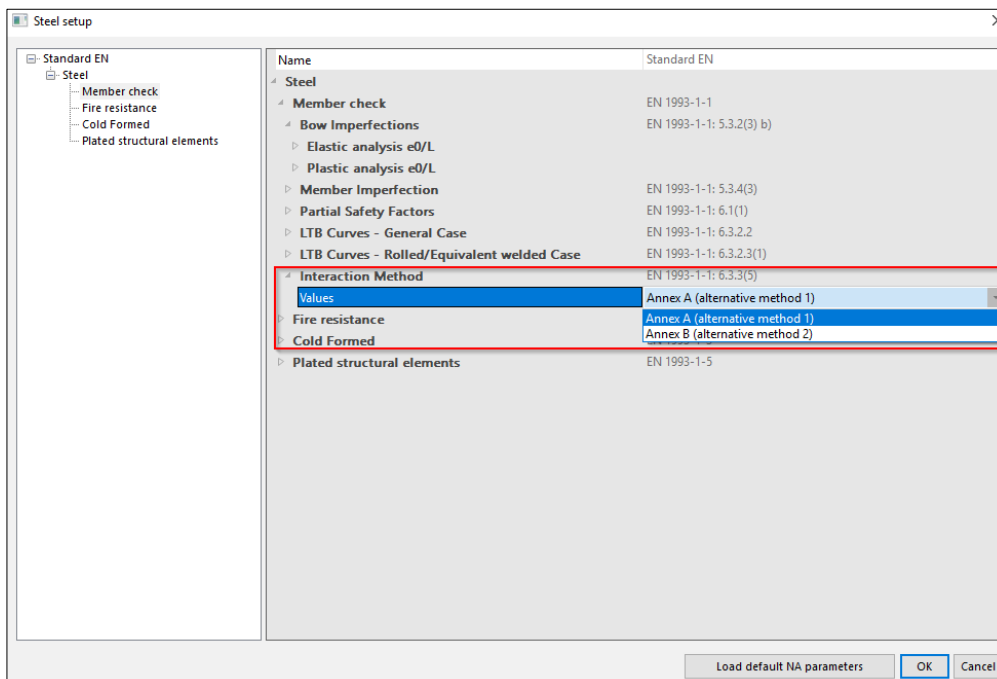 Steel setup
Standard EN
Steel
Member check
Fire resistance
Cold Formed
Plated structural elements
Name Standard EN
Steel
Member check EN 1993-1-1
Bow Imperfections EN 1993-1-1: 5.3.2(3) b)
Elastic analysis e0/L
Plastic analysis e0/L
Member Imperfection EN 1993-1-1: 5.3.4(3)
Partial Safety Factors EN 1993-1-1: 6.1(1)
LTB Curves - General Case EN 1993-1-1: 6.3.2.2
LTB Curves - Rolled/Equivalent welded Case EN 1993-1-1: 6.3.2.3(1)
Interaction Method EN 1993-1-1: 6.3.3(5)
Values Annex A (alternative method 1)
Fire resistance Annex A (alternative method 1)
Annex B (alternative method 2)
Cold Formed
Plated structural elements EN 1993-1-5
Load default NA parameters OK Cancel